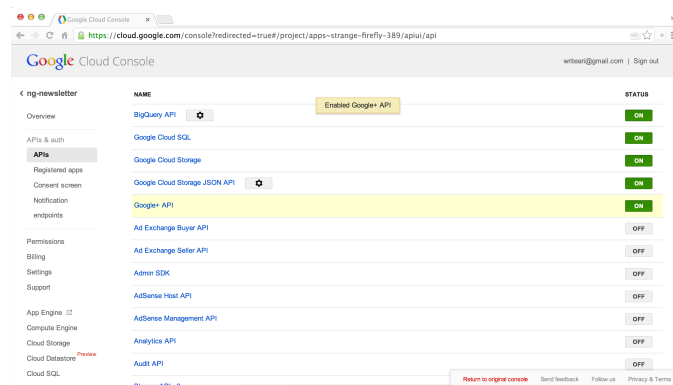 Google Cloud Console
https://cloud.google.com/console?redirected=true#/project/apps~strange-firefly-389/apiui/api
Google Cloud Console
writeari@gmail.com | Sign out
ng-newsletter
NAME
STATUS
Enabled Google+ API
Overview
APIs & auth
APIs
Registered apps
Consent screen
Notification
endpoints
Permissions
Billing
Settings
Support
App Engine
Compute Engine
Cloud Storage
Cloud Datastore Preview
Cloud SQL
BigQuery API ON
Google Cloud SQL ON
Google Cloud Storage ON
Google Cloud Storage JSON API ON
Google+ API ON
Ad Exchange Buyer API OFF
Ad Exchange Seller API OFF
Admin SDK OFF
AdSense Host API OFF
AdSense Management API OFF
Analytics API OFF
Audit API OFF
Return to original console Send feedback Follow us Privacy & Terms